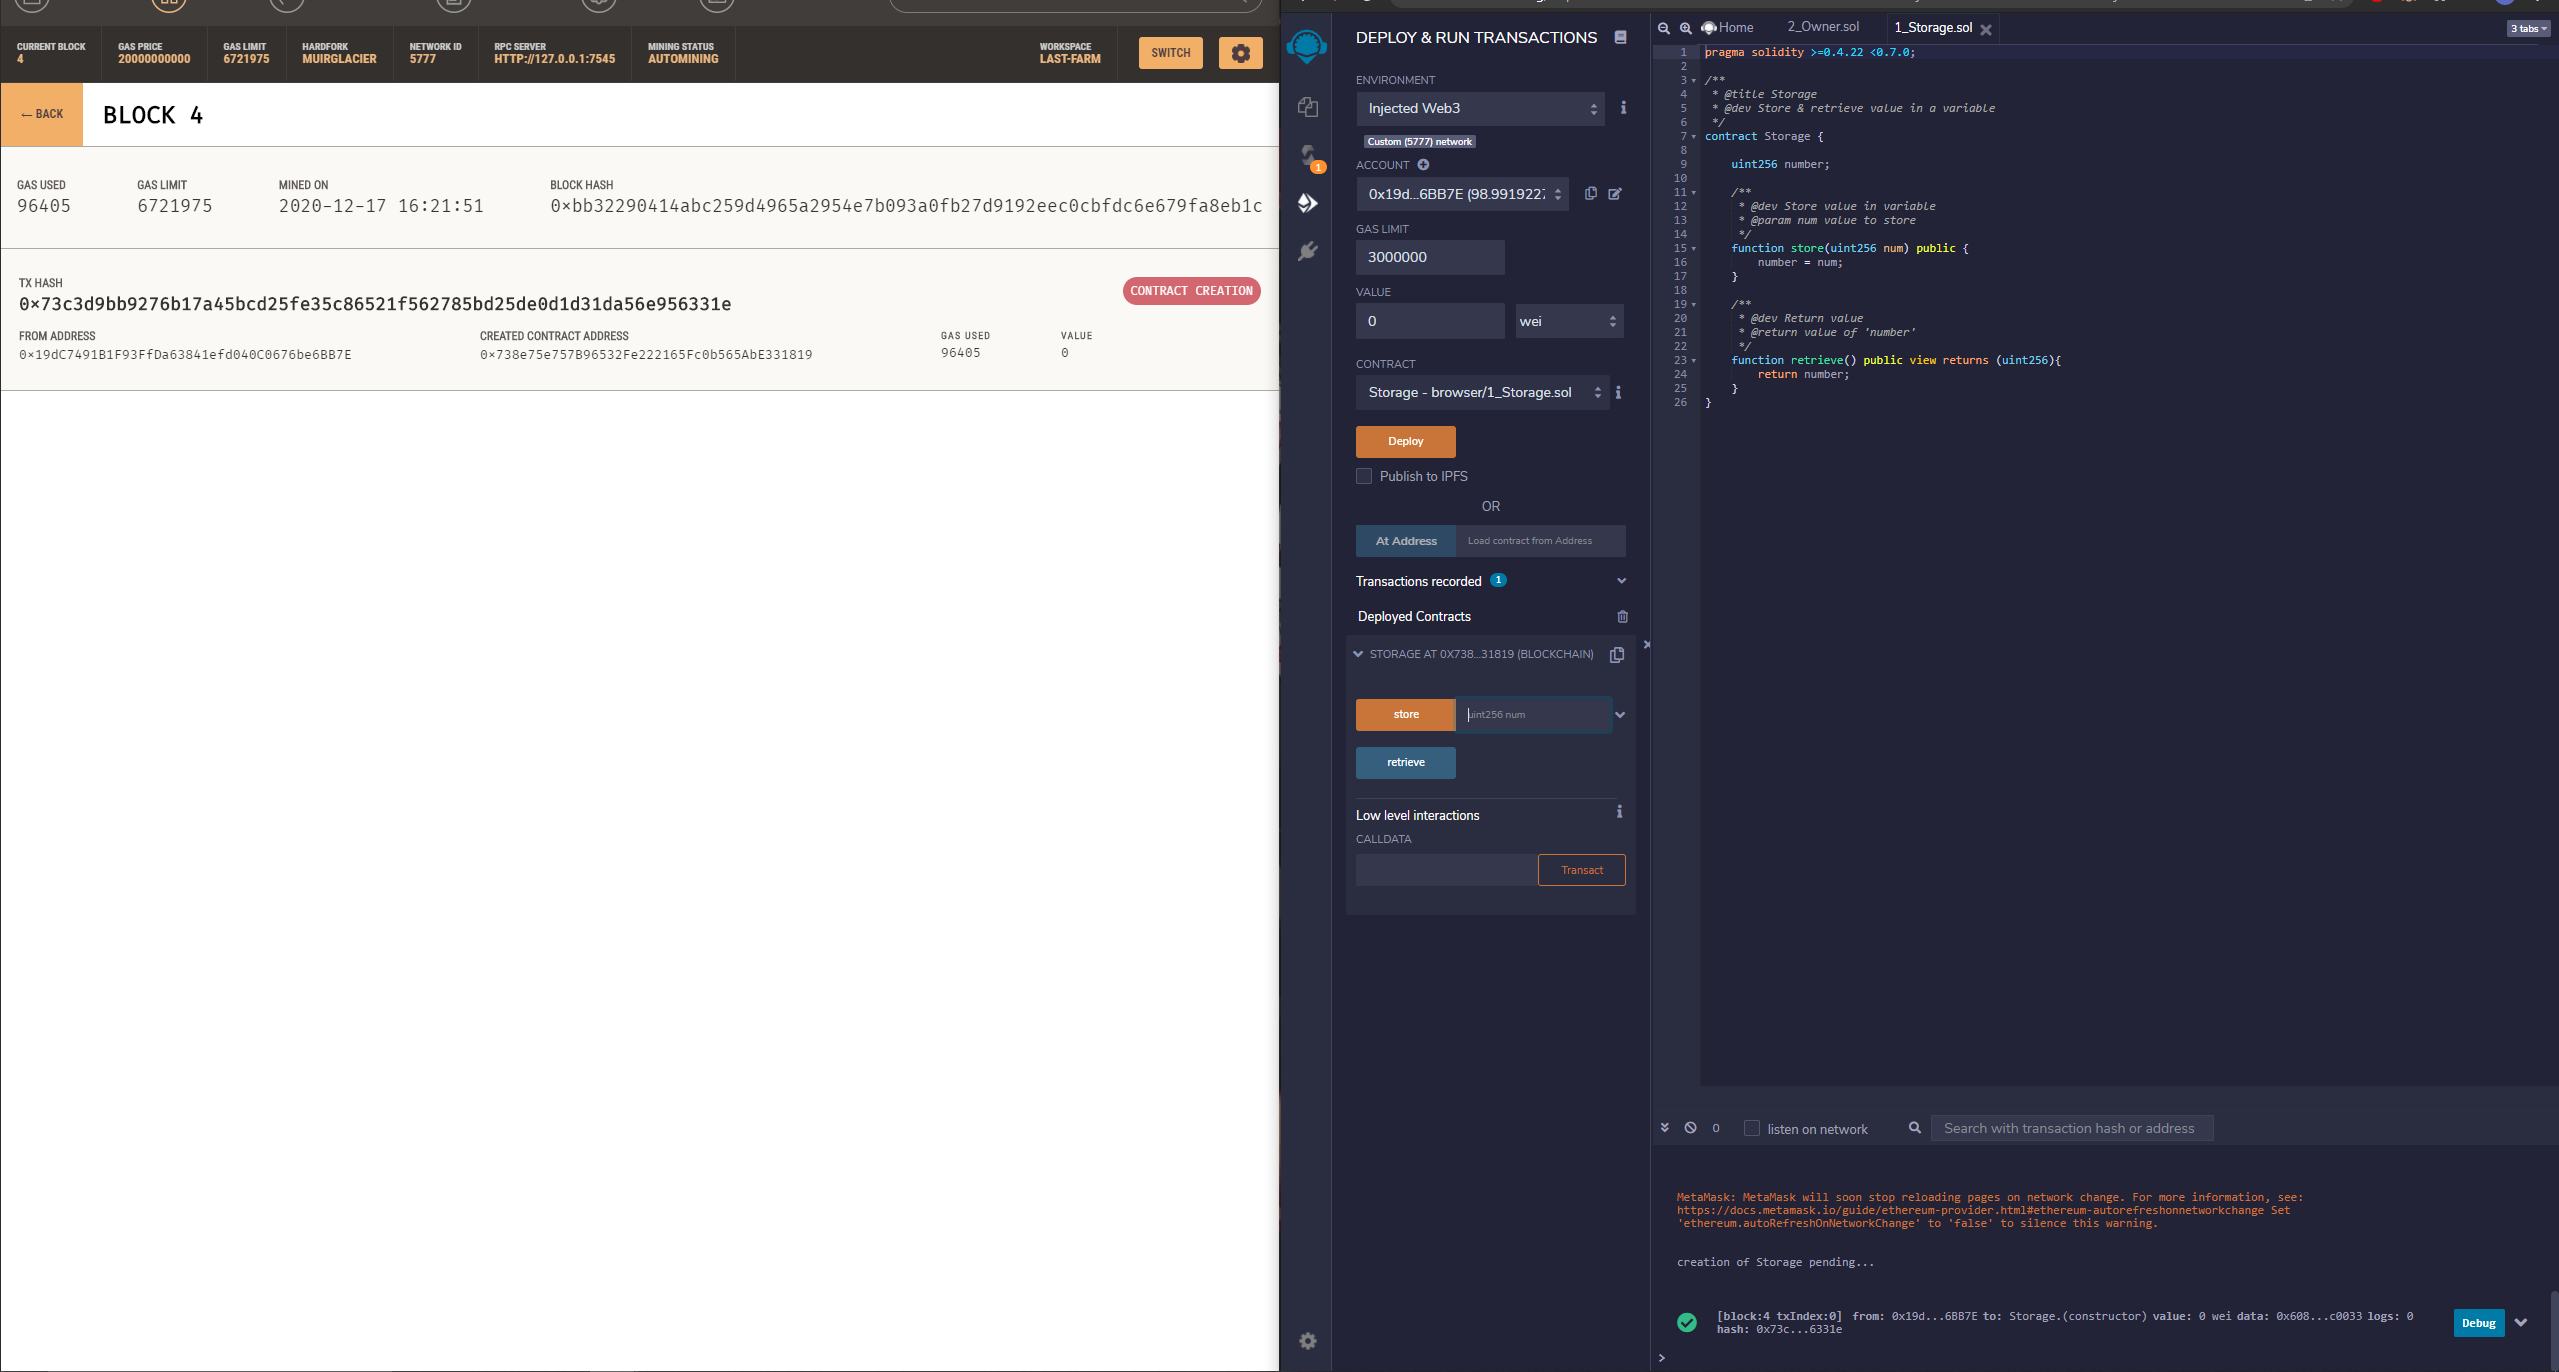 CURRENT BLOCK
4
GAS PRICE
20000000000
GAS LIMIT
6721975
HARDFORK
MUIRGLACIER
NETWORK ID
5777
RPC SERVER
HTTP://127.0.0.1:7545
MINING STATUS
AUTOMINING
WORKSPACE
LAST-FARM
SWITCH
← BACK
BLOCK 4
GAS USED
96405
GAS LIMIT
6721975
MINED ON
2020-12-17 16:21:51
BLOCK HASH
0×bb32290414abc259d4965a2954e7b093a0fb27d9192eec0cbfdc6e679fa8eb1c
TX HASH
0×73c3d9bb9276b17a45bcd25fe35c86521f562785bd25de0d1d31da56e956331e
CONTRACT CREATION
FROM ADDRESS
0×19dC7491B1F93FfDa63841efd040C0676be6BB7E
CREATED CONTRACT ADDRESS
0×738e75e757B96532Fe222165Fc0b565AbE331819
GAS USED
96405
VALUE
0
DEPLOY & RUN TRANSACTIONS
ENVIRONMENT
Injected Web3
Custom (5777) network
ACCOUNT
0x19d...6BB7E (98.9919227
GAS LIMIT
3000000
VALUE
0
wei
CONTRACT
Storage - browser/1_Storage.sol
Deploy
Publish to IPFS
OR
At Address
Load contract from Address
Transactions recorded 1
Deployed Contracts
STORAGE AT 0X738...31819 (BLOCKCHAIN)
store
uint256 num
retrieve
Low level interactions
CALLDATA
Transact
1
Home
2_Owner.sol
1_Storage.sol
3 tabs
1 pragma solidity >=0.4.22 <0.7.0;
2
3 /**
4  * @title Storage
5  * @dev Store & retrieve value in a variable
6  */
7 contract Storage {
8
9     uint256 number;
10
11     /**
12      * @dev Store value in variable
13      * @param num value to store
14      */
15     function store(uint256 num) public {
16         number = num;
17     }
18
19     /**
20      * @dev Return value
21      * @return value of 'number'
22      */
23     function retrieve() public view returns (uint256){
24         return number;
25     }
26 }
0
listen on network
Search with transaction hash or address
MetaMask: MetaMask will soon stop reloading pages on network change. For more information, see:
https://docs.metamask.io/guide/ethereum-provider.html#ethereum-autorefreshonnetworkchange Set
'ethereum.autoRefreshOnNetworkChange' to 'false' to silence this warning.
creation of Storage pending...
[block:4 txIndex:0] from: 0x19d...6BB7E to: Storage.(constructor) value: 0 wei data: 0x608...c0033 logs: 0
hash: 0x73c...6331e
Debug
>